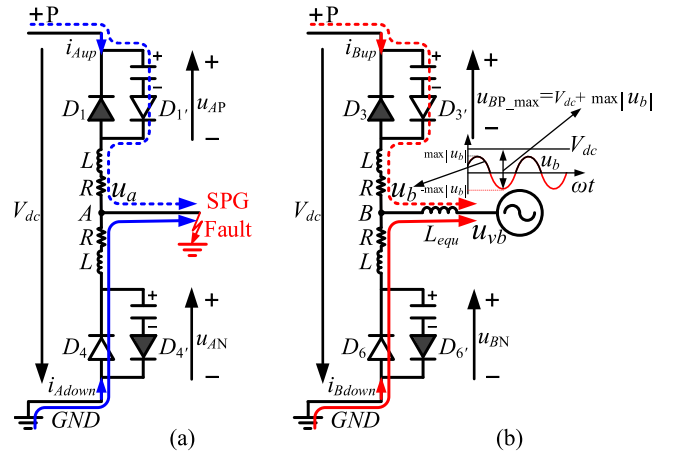 +P
i_Aup
+
−
D_1
D_1'
+
u_AP
−
L
R
u_a
A
SPG
Fault
V_dc
R
L
+
−
D_4
D_4'
+
u_AN
−
i_Adown
GND
(a)
+P
i_Bup
+
−
D_3
D_3'
+
u_BP_max=V_dc+ max|u_b|
−
max|u_b|
-max|u_b|
V_dc
u_b
ωt
L
R
u_b
B
L_equ
u_vb
V_dc
R
L
+
−
D_6
D_6'
+
u_BN
−
i_Bdown
GND
(b)